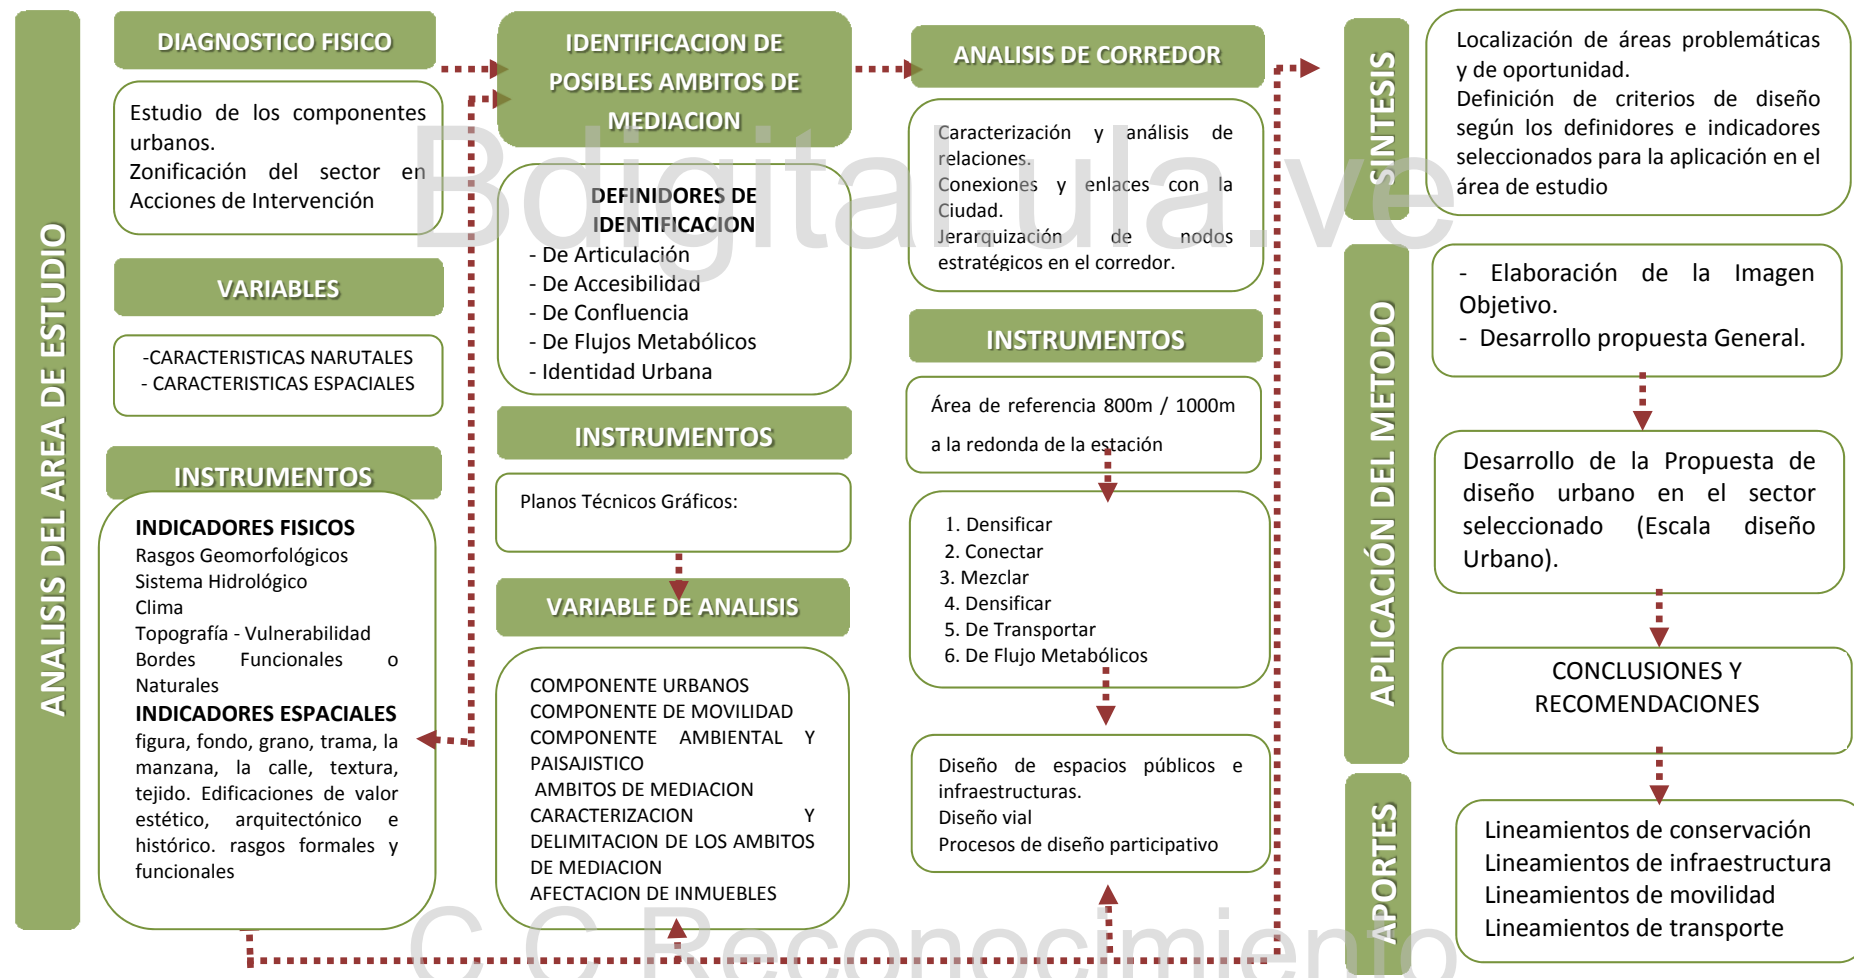 ANALISIS DEL AREA DE ESTUDIO
DIAGNOSTICO FISICO
Estudio de los componentes
urbanos.
Zonificación del sector en
Acciones de Intervención
VARIABLES
-CARACTERISTICAS NARUTALES
- CARACTERISTICAS ESPACIALES
INSTRUMENTOS
INDICADORES FISICOS
Rasgos Geomorfológicos
Sistema Hidrológico
Clima
Topografía - Vulnerabilidad
Bordes Funcionales o
Naturales
INDICADORES ESPACIALES
figura, fondo, grano, trama, la
manzana, la calle, textura,
tejido. Edificaciones de valor
estético, arquitectónico e
histórico. rasgos formales y
funcionales
IDENTIFICACION DE
POSIBLES AMBITOS DE
MEDIACION
DEFINIDORES DE
IDENTIFICACION
- De Articulación
- De Accesibilidad
- De Confluencia
- De Flujos Metabólicos
- Identidad Urbana
INSTRUMENTOS
Planos Técnicos Gráficos:
VARIABLE DE ANALISIS
COMPONENTE URBANOS
COMPONENTE DE MOVILIDAD
COMPONENTE AMBIENTAL Y
PAISAJISTICO
AMBITOS DE MEDIACION
CARACTERIZACION Y
DELIMITACION DE LOS AMBITOS
DE MEDIACION
AFECTACION DE INMUEBLES
ANALISIS DE CORREDOR
Caracterización y análisis de
relaciones.
Conexiones y enlaces con la
Ciudad.
Jerarquización de nodos
estratégicos en el corredor.
INSTRUMENTOS
Área de referencia 800m / 1000m
a la redonda de la estación
1. Densificar
2. Conectar
3. Mezclar
4. Densificar
5. De Transportar
6. De Flujo Metabólicos
Diseño de espacios públicos e
infraestructuras.
Diseño vial
Procesos de diseño participativo
SINTESIS
Localización de áreas problemáticas
y de oportunidad.
Definición de criterios de diseño
según los definidores e indicadores
seleccionados para la aplicación en el
área de estudio
APLICACIÓN DEL METODO
- Elaboración de la Imagen
Objetivo.
- Desarrollo propuesta General.
Desarrollo de la Propuesta de
diseño urbano en el sector
seleccionado (Escala diseño
Urbano).
CONCLUSIONES Y
RECOMENDACIONES
APORTES
Lineamientos de conservación
Lineamientos de infraestructura
Lineamientos de movilidad
Lineamientos de transporte
Bdigital.ula.ve
C.C Reconocimiento